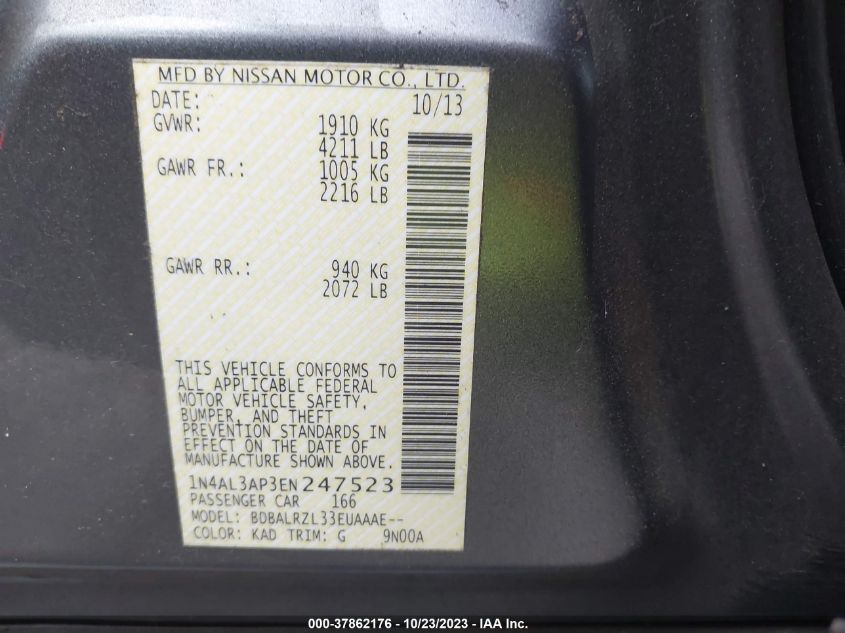 MFD BY NISSAN MOTOR CO., LTD.
DATE: 10/13
GVWR: 1910 KG
4211 LB
GAWR FR.: 1005 KG
2216 LB
GAWR RR.: 940 KG
2072 LB
THIS VEHICLE CONFORMS TO
ALL APPLICABLE FEDERAL
MOTOR VEHICLE SAFETY,
BUMPER, AND THEFT
PREVENTION STANDARDS IN
EFFECT ON THE DATE OF
MANUFACTURE SHOWN ABOVE.
1N4AL3AP3EN247523
PASSENGER CAR 166
MODEL: BDBALRZL33EUAAAE--
COLOR: KAD TRIM: G 9N00A
000-37862176 - 10/23/2023 - IAA Inc.